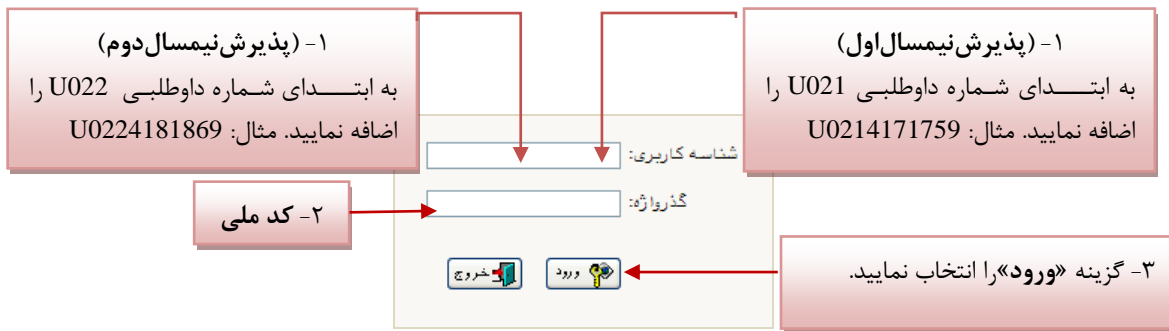 ۱- (پذیرش‌نیمسال‌اول)
به ابتدای شماره داوطلبی U021 را
اضافه نمایید. مثال: U0214171759
۱- (پذیرش‌نیمسال‌دوم)
به ابتدای شماره داوطلبی U022 را
اضافه نمایید. مثال: U0224181869
شناسه کاربری:
گذرواژه:
۲- کد ملی
ورود
خروج
۳- گزینه «ورود»را انتخاب نمایید.